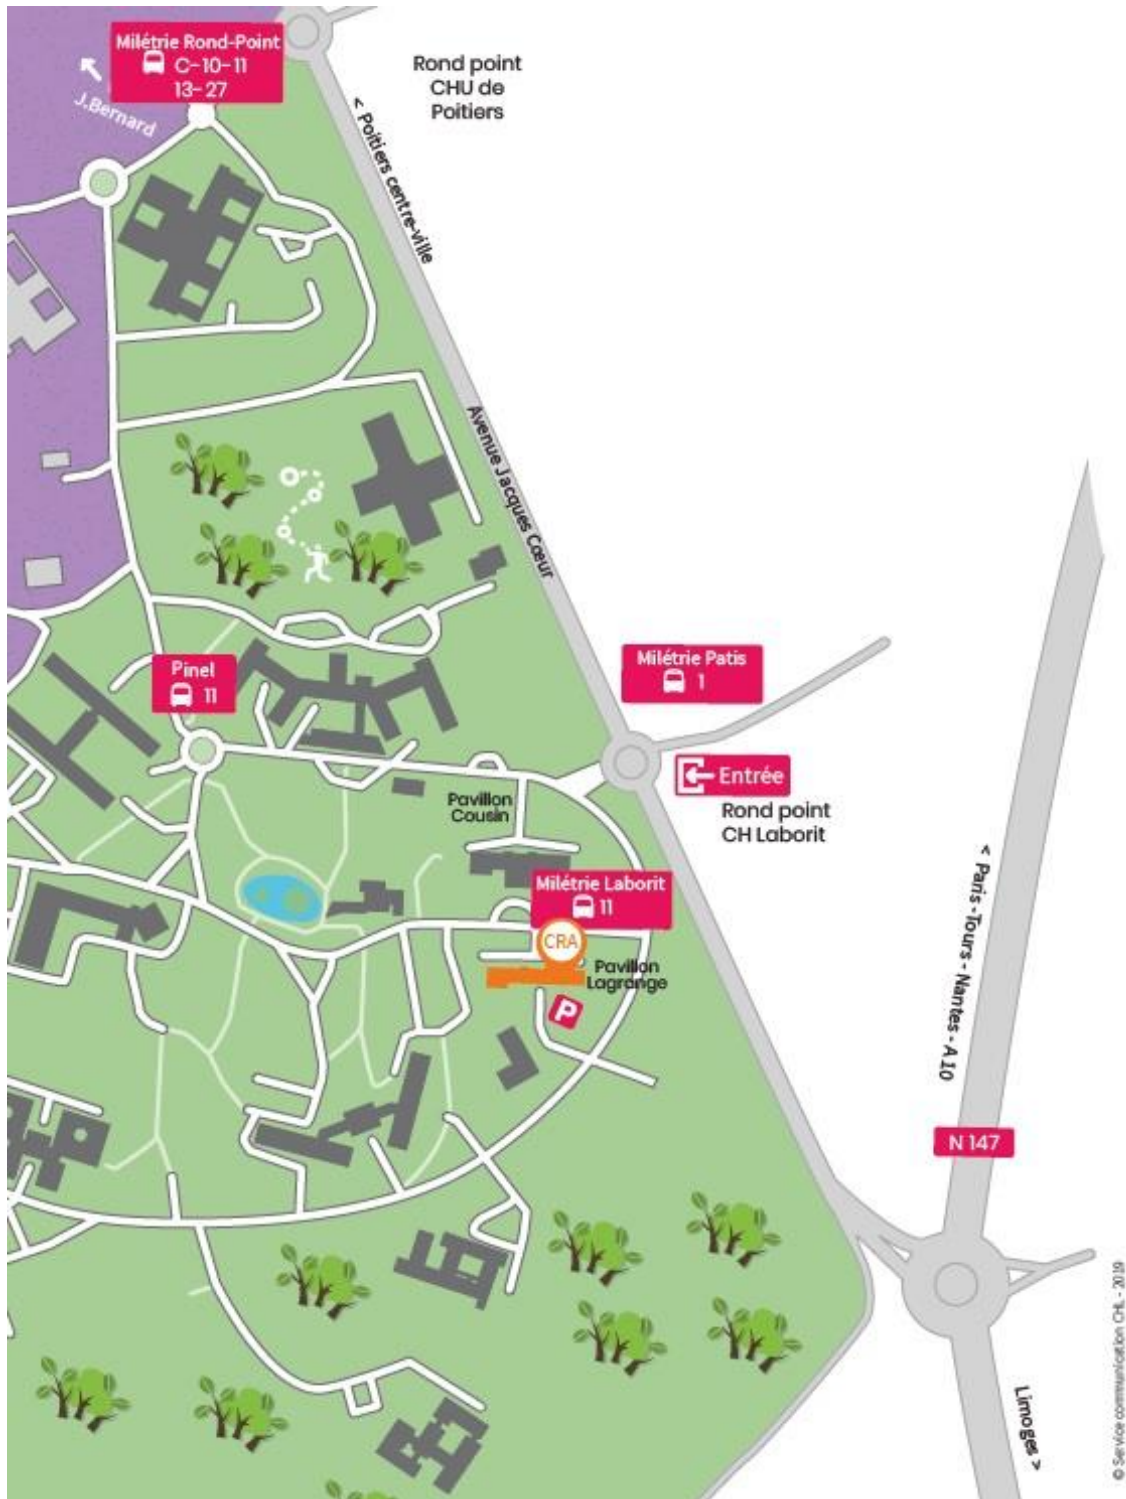 Milétrie Rond-Point
C-10-11
13-27
J.Bernard
Rond point
CHU de
Poitiers
< Poitiers centre-ville
Avenue Jacques Cœur
Pinel
11
Milétrie Patis
1
Entrée
Rond point
CH Laborit
Pavillon
Cousin
Milétrie Laborit
11
CRA
Pavillon
Lagrange
P
< Paris - Tours - Nantes - A 10
N 147
Limoges >
© Service communication CHL - 2019